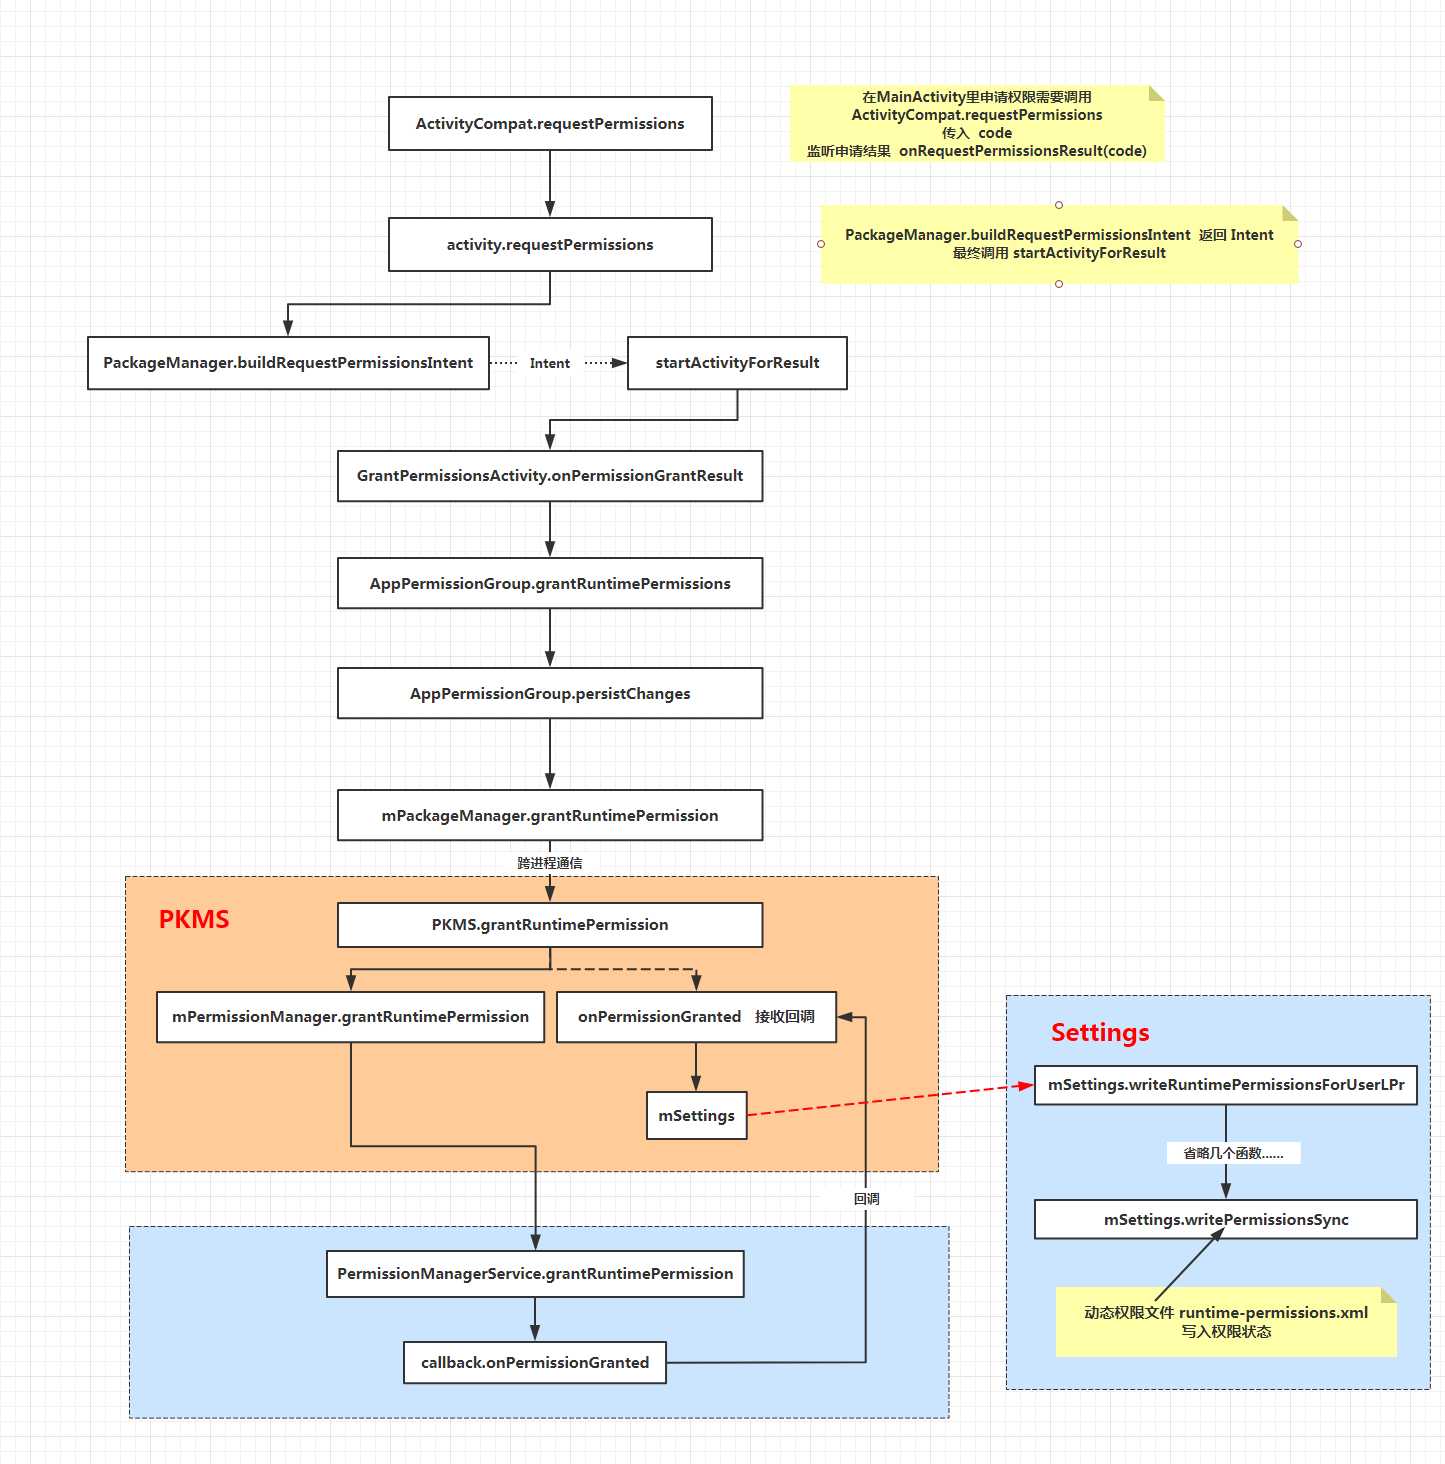 ActivityCompat.requestPermissions
在MainActivity里申请权限需要调用
ActivityCompat.requestPermissions
传入 code
监听申请结果 onRequestPermissionsResult(code)
activity.requestPermissions
PackageManager.buildRequestPermissionsIntent 返回 Intent
最终调用 startActivityForResult
PackageManager.buildRequestPermissionsIntent
Intent
startActivityForResult
GrantPermissionsActivity.onPermissionGrantResult
AppPermissionGroup.grantRuntimePermissions
AppPermissionGroup.persistChanges
mPackageManager.grantRuntimePermission
跨进程通信
PKMS
PKMS.grantRuntimePermission
mPermissionManager.grantRuntimePermission
onPermissionGranted 接收回调
mSettings
Settings
mSettings.writeRuntimePermissionsForUserLPr
省略几个函数......
mSettings.writePermissionsSync
动态权限文件 runtime-permissions.xml
写入权限状态
回调
PermissionManagerService.grantRuntimePermission
callback.onPermissionGranted